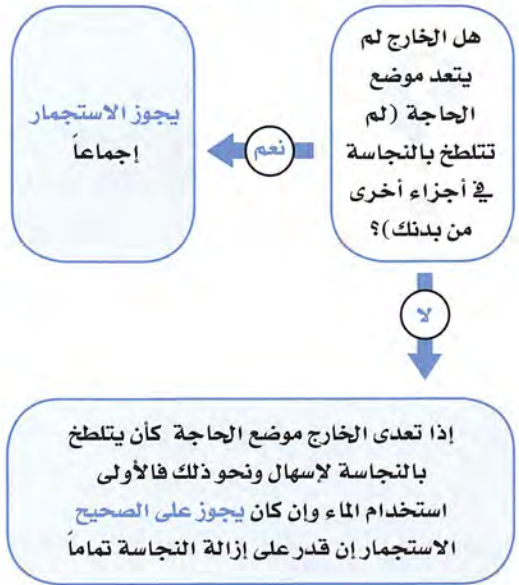 هل الخارج لم
يتعد موضع
الحاجة (لم
تتلطخ بالنجاسة
في أجزاء أخرى
من بدنك)؟
نعم
يجوز الاستجمار
إجماعاً
لا
إذا تعدى الخارج موضع الحاجة كأن يتلطخ
بالنجاسة لإسهال ونحو ذلك فالأولى
استخدام الماء وإن كان يجوز على الصحيح
الاستجمار إن قدر على إزالة النجاسة تماماً